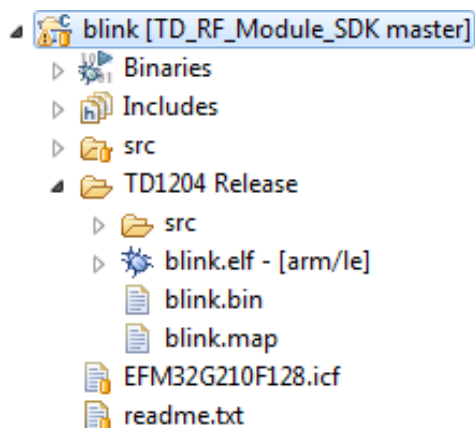 blink [TD_RF_Module_SDK master]
Binaries
Includes
src
TD1204 Release
src
blink.elf - [arm/le]
blink.bin
blink.map
EFM32G210F128.icf
readme.txt